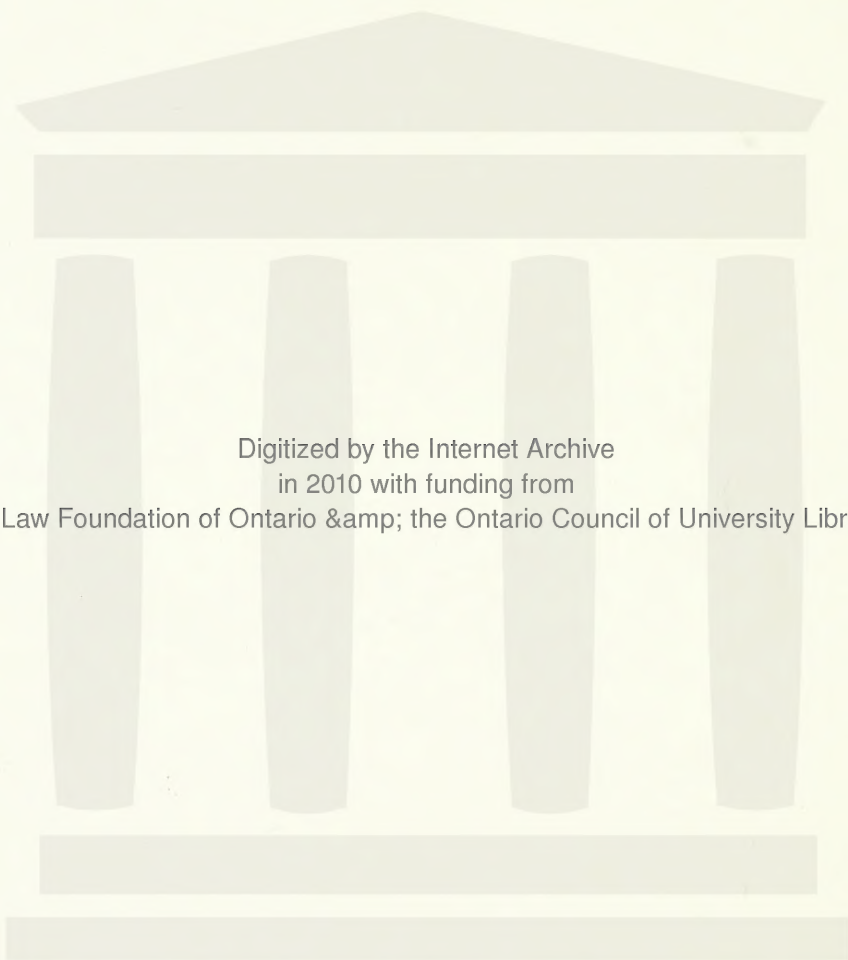 Digitized by the Internet Archive
in 2010 with funding from
Law Foundation of Ontario &amp; the Ontario Council of University Libr